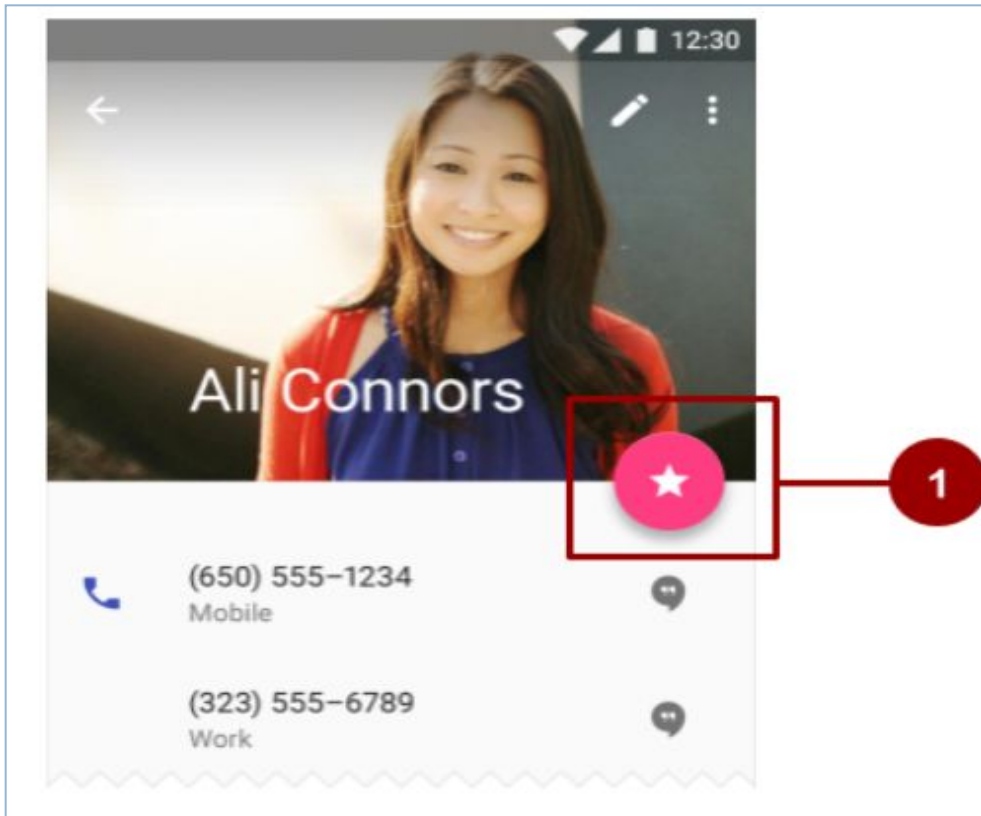 12:30
Ali Connors
1
(650) 555-1234
Mobile
(323) 555-6789
Work